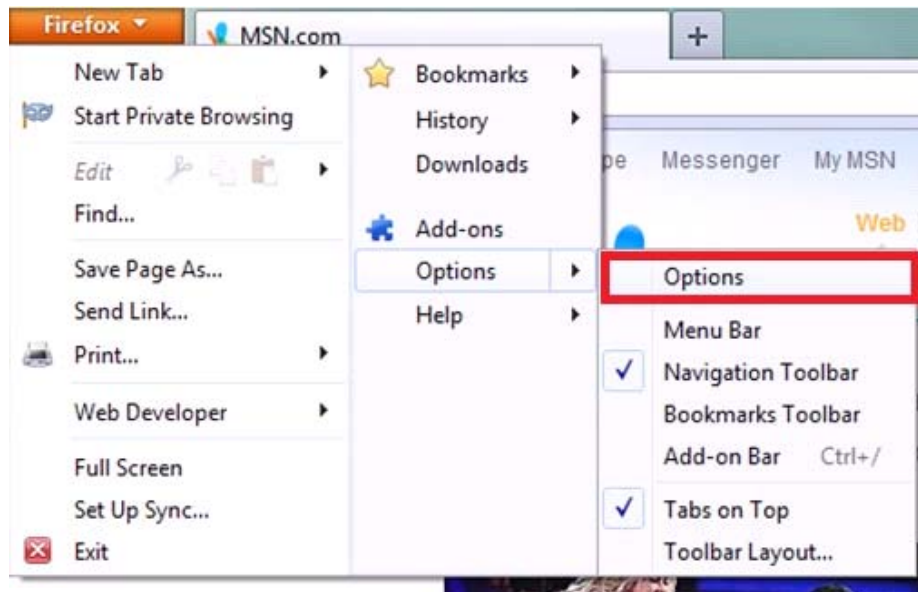 Firefox
MSN.com
+
New Tab
Start Private Browsing
Edit
Find...
Save Page As...
Send Link...
Print...
Web Developer
Full Screen
Set Up Sync...
Exit
Bookmarks
History
Downloads
Add-ons
Options
Help
Messenger My MSN
Web
Options
Menu Bar
Navigation Toolbar
Bookmarks Toolbar
Add-on Bar Ctrl+/
Tabs on Top
Toolbar Layout...